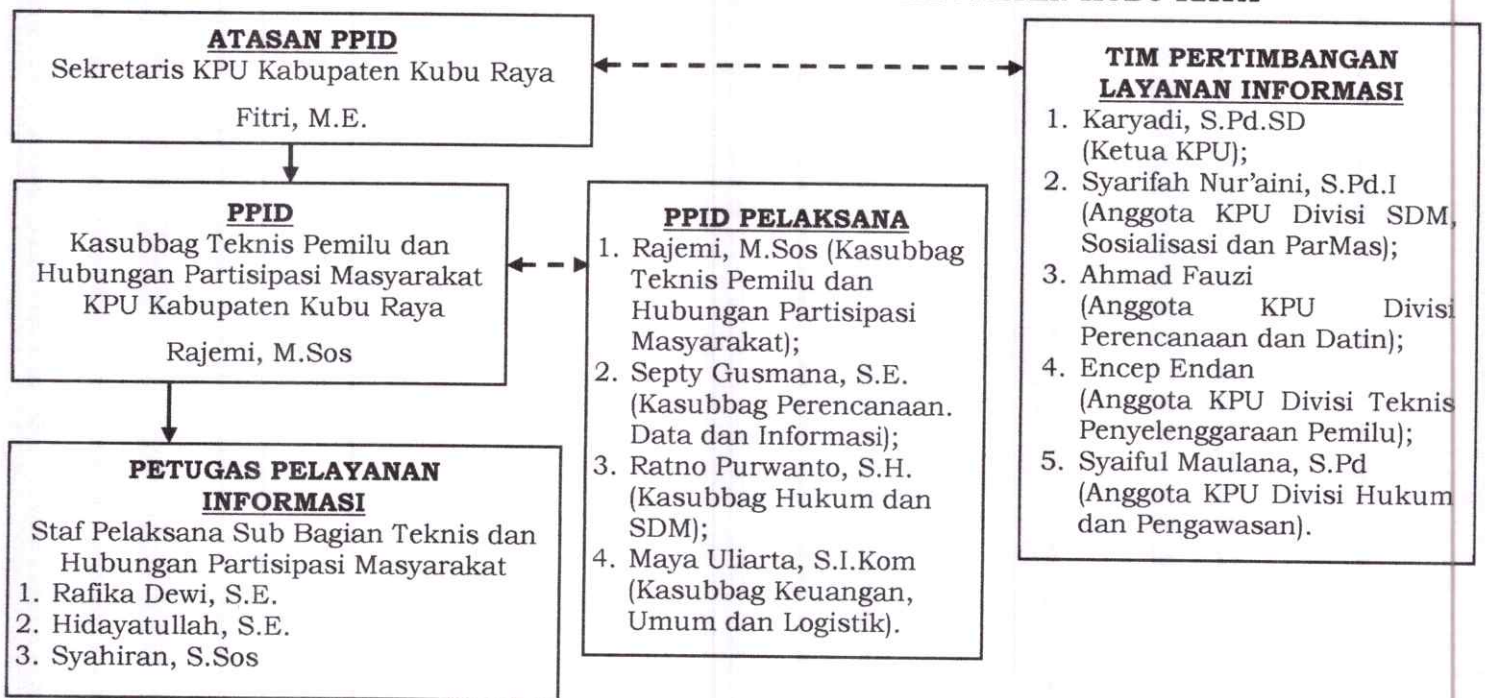 ATASAN PPID
Sekretaris KPU Kabupaten Kubu Raya
Fitri, M.E.
PPID
Kasubbag Teknis Pemilu dan
Hubungan Partisipasi Masyarakat
KPU Kabupaten Kubu Raya
Rajemi, M.Sos
PETUGAS PELAYANAN
INFORMASI
Staf Pelaksana Sub Bagian Teknis dan
Hubungan Partisipasi Masyarakat
1. Rafika Dewi, S.E.
2. Hidayatullah, S.E.
3. Syahiran, S.Sos
PPID PELAKSANA
1. Rajemi, M.Sos (Kasubbag
Teknis Pemilu dan
Hubungan Partisipasi
Masyarakat);
2. Septy Gusmana, S.E.
(Kasubbag Perencanaan.
Data dan Informasi);
3. Ratno Purwanto, S.H.
(Kasubbag Hukum dan
SDM);
4. Maya Uliarta, S.I.Kom
(Kasubbag Keuangan,
Umum dan Logistik).
TIM PERTIMBANGAN
LAYANAN INFORMASI
1. Karyadi, S.Pd.SD
(Ketua KPU);
2. Syarifah Nur'aini, S.Pd.I
(Anggota KPU Divisi SDM,
Sosialisasi dan ParMas);
3. Ahmad Fauzi
(Anggota KPU Divisi
Perencanaan dan Datin);
4. Encep Endan
(Anggota KPU Divisi Teknis
Penyelenggaraan Pemilu);
5. Syaiful Maulana, S.Pd
(Anggota KPU Divisi Hukum
dan Pengawasan).